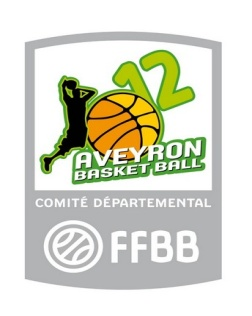 12
AVEYRON
BASKET BALL
COMITÉ DÉPARTEMENTAL
FFBB